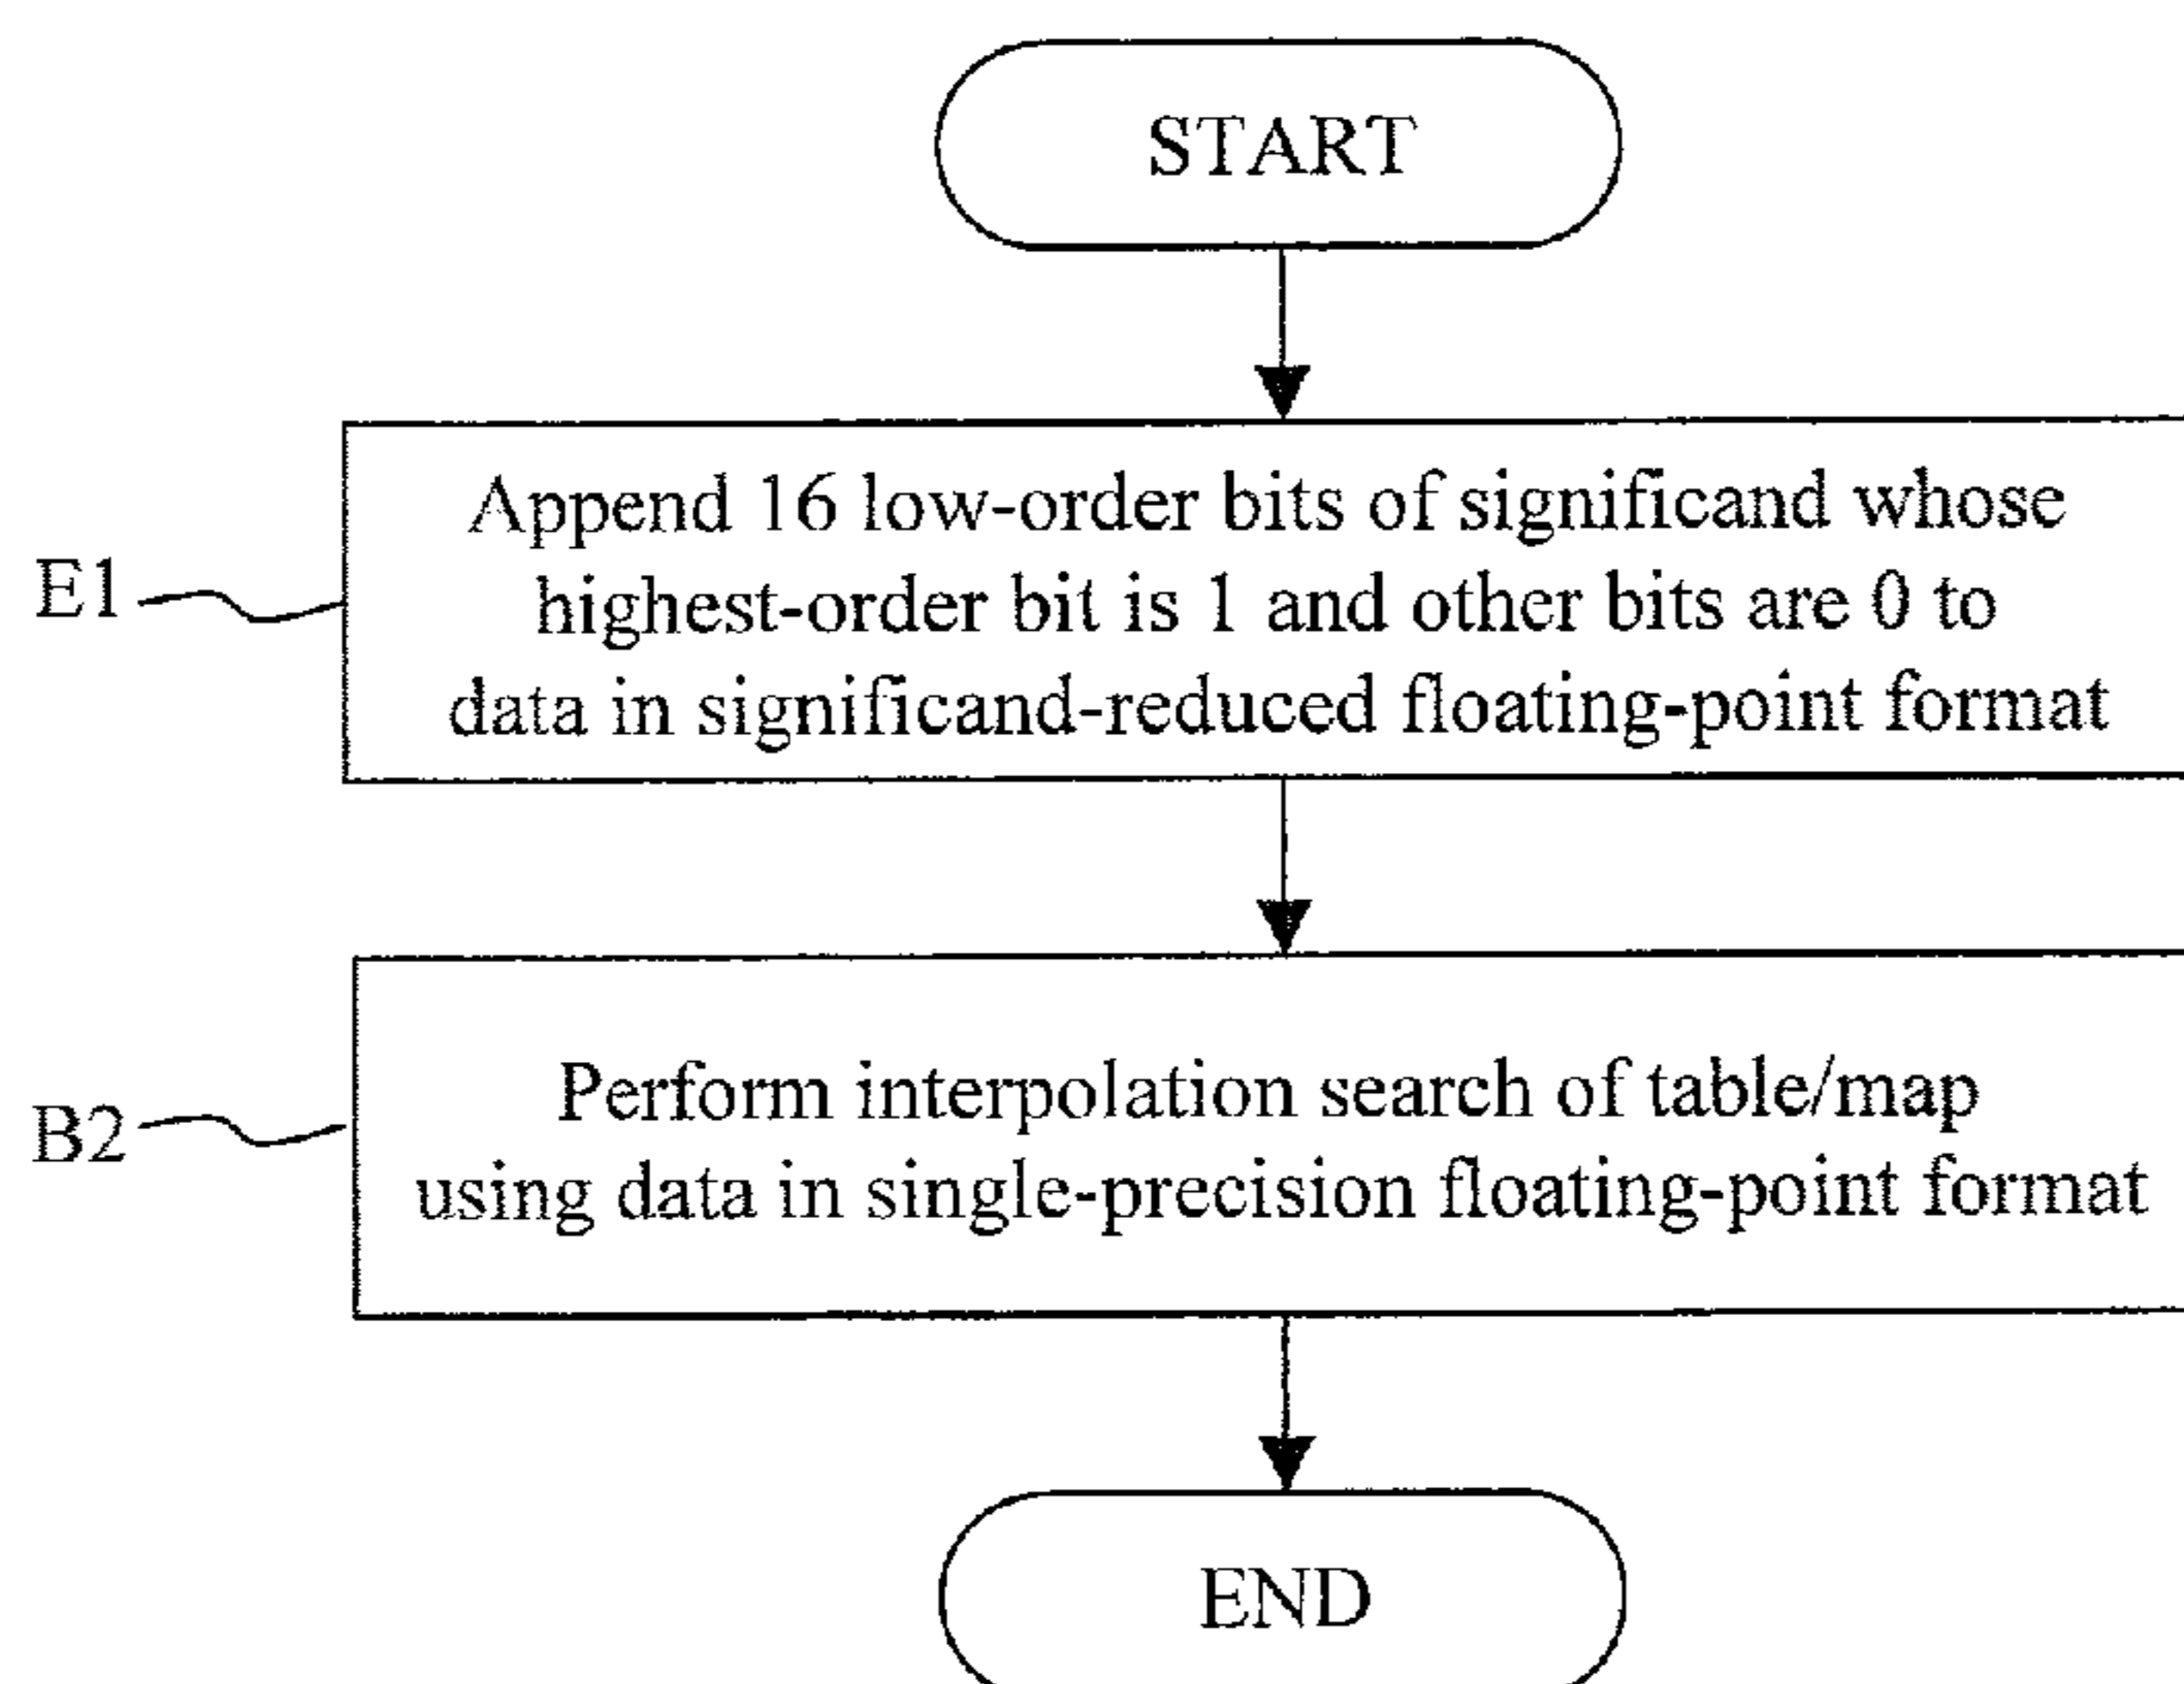 START
Append 16 low-order bits of significand whose
highest-order bit is 1 and other bits are 0 to
data in significand-reduced floating-point format
E1
Perform interpolation search of table/map
using data in single-precision floating-point format
B2
END